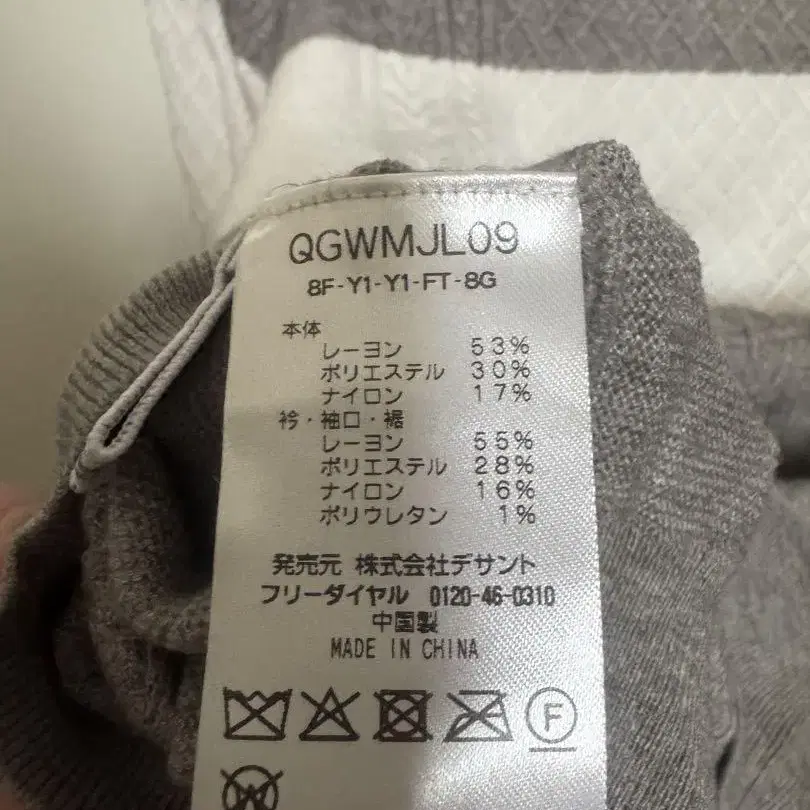 QGWMJL09
8F-Y1-Y1-FT-8G
本体
レーヨン 53%
ポリエステル 30%
ナイロン 17%
衿・袖口・裾
レーヨン 55%
ポリエステル 28%
ナイロン 16%
ポリウレタン 1%
発売元 株式会社デサント
フリーダイヤル 0120-46-0310
中国製
MADE IN CHINA
F
W